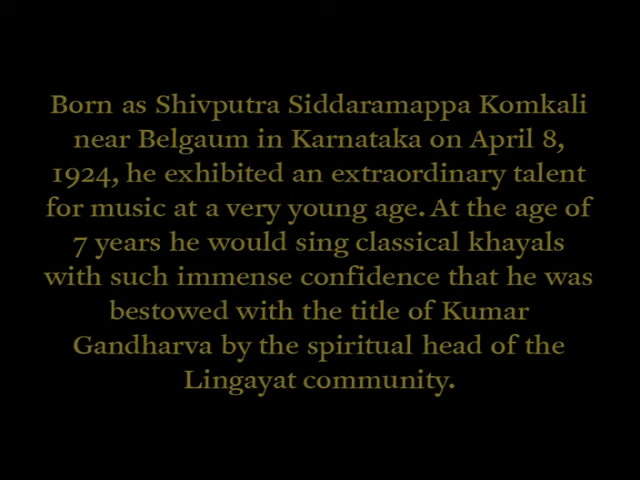 Born as Shivputra Siddaramappa Komkali
near Belgaum in Karnataka on April 8,
1924, he exhibited an extraordinary talent
for music at a very young age. At the age of
7 years he would sing classical khayals
with such immense confidence that he was
bestowed with the title of Kumar
Gandharva by the spiritual head of the
Lingayat community.